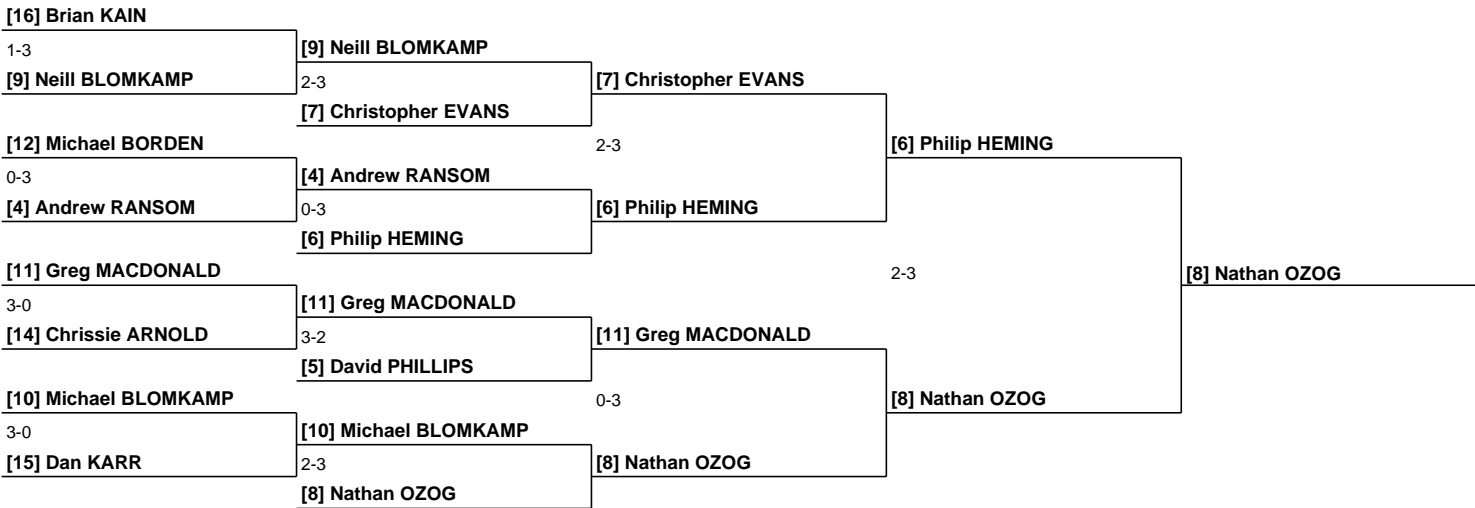 [16] Brian KAIN
1-3
[9] Neill BLOMKAMP
[9] Neill BLOMKAMP
2-3
[7] Christopher EVANS
[7] Christopher EVANS
[12] Michael BORDEN
2-3
[6] Philip HEMING
0-3
[4] Andrew RANSOM
[4] Andrew RANSOM
0-3
[6] Philip HEMING
[6] Philip HEMING
[11] Greg MACDONALD
2-3
[8] Nathan OZOG
3-0
[11] Greg MACDONALD
[14] Chrissie ARNOLD
3-2
[11] Greg MACDONALD
[5] David PHILLIPS
[10] Michael BLOMKAMP
0-3
[8] Nathan OZOG
3-0
[10] Michael BLOMKAMP
[15] Dan KARR
2-3
[8] Nathan OZOG
[8] Nathan OZOG